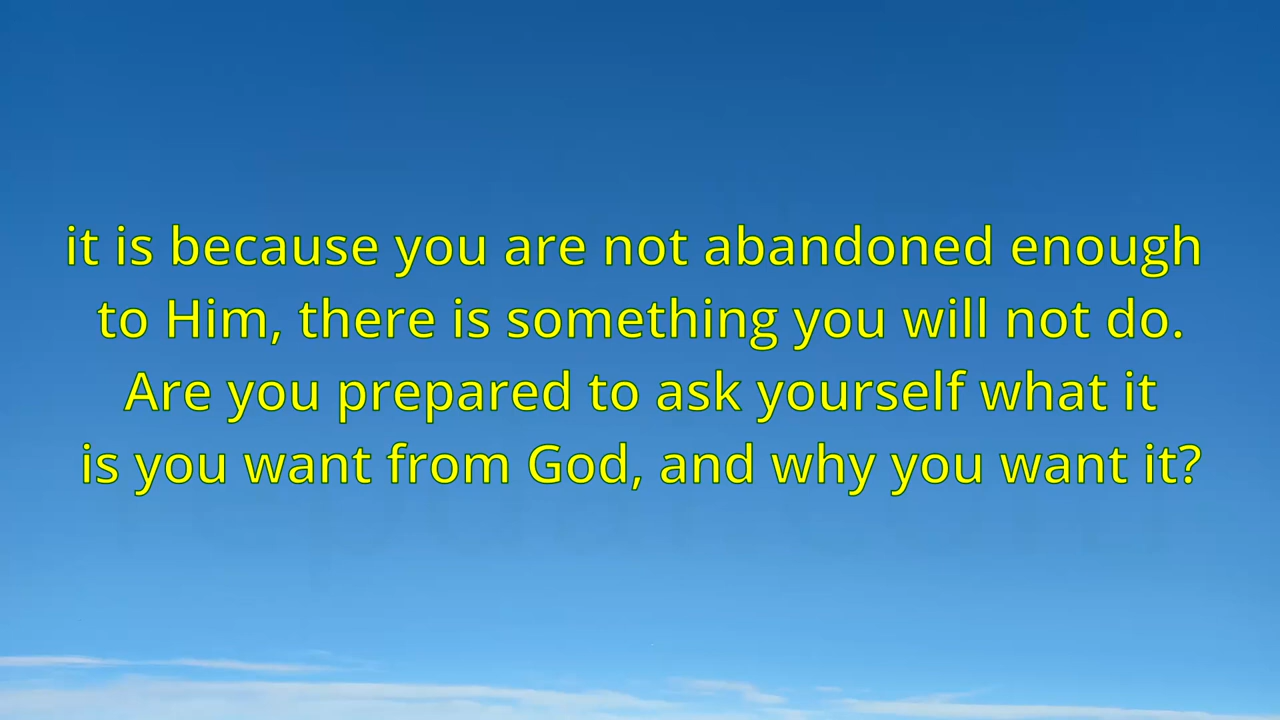 it is because you are not abandoned enough
to Him, there is something you will not do.
Are you prepared to ask yourself what it
is you want from God, and why you want it?